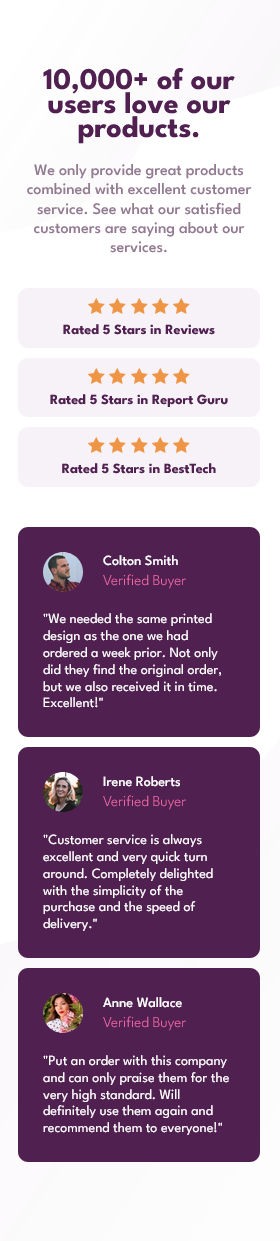 10,000+ of our
users love our
products.
We only provide great products
combined with excellent customer
service. See what our satisfied
customers are saying about our
services.
Rated 5 Stars in Reviews
Rated 5 Stars in Report Guru
Rated 5 Stars in BestTech
Colton Smith
Verified Buyer
"We needed the same printed
design as the one we had
ordered a week prior. Not only
did they find the original order,
but we also received it in time.
Excellent!"
Irene Roberts
Verified Buyer
"Customer service is always
excellent and very quick turn
around. Completely delighted
with the simplicity of the
purchase and the speed of
delivery."
Anne Wallace
Verified Buyer
"Put an order with this company
and can only praise them for the
very high standard. Will
definitely use them again and
recommend them to everyone!"